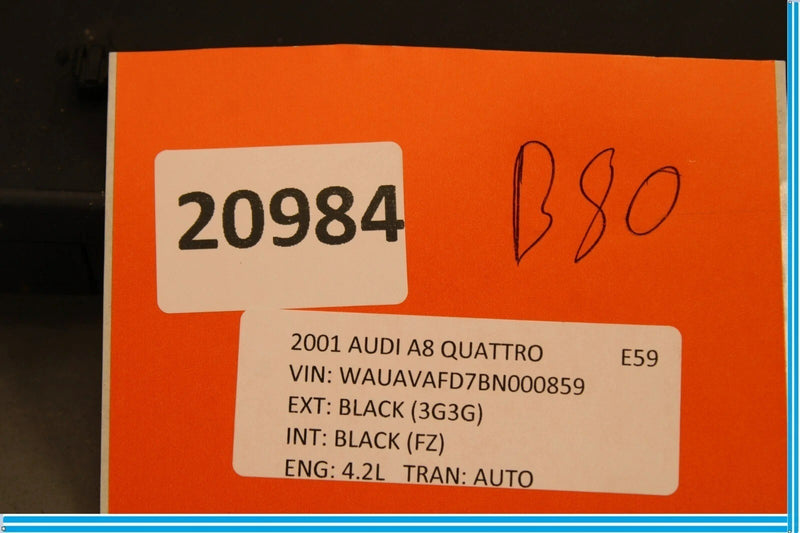 20984
B80
2001 AUDI A8 QUATTRO E59
VIN: WAUAVAFD7BN000859
EXT: BLACK (3G3G)
INT: BLACK (FZ)
ENG: 4.2L TRAN: AUTO